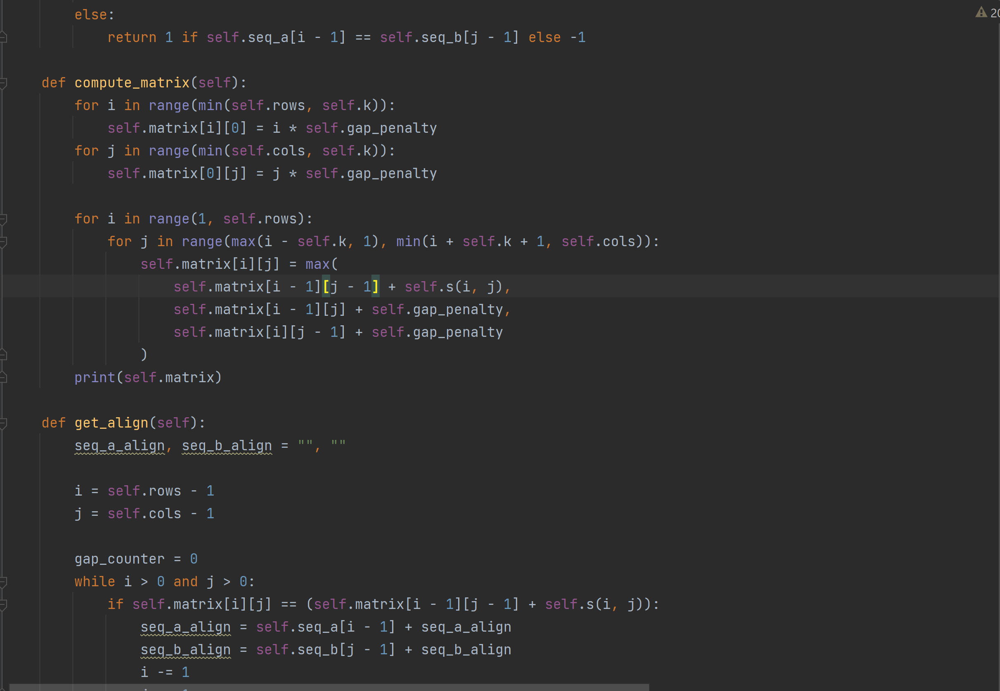 else:
return 1 if self.seq_a[i - 1] == self.seq_b[j - 1] else -1
def compute_matrix(self):
for i in range(min(self.rows, self.k)):
self.matrix[i][0] = i * self.gap_penalty
for j in range(min(self.cols, self.k)):
self.matrix[0][j] = j * self.gap_penalty
for i in range(1, self.rows):
for j in range(max(i - self.k, 1), min(i + self.k + 1, self.cols)):
self.matrix[i][j] = max(
self.matrix[i - 1][j - 1] + self.s(i, j),
self.matrix[i - 1][j] + self.gap_penalty,
self.matrix[i][j - 1] + self.gap_penalty
)
print(self.matrix)
def get_align(self):
seq_a_align, seq_b_align = "", ""
i = self.rows - 1
j = self.cols - 1
gap_counter = 0
while i > 0 and j > 0:
if self.matrix[i][j] == (self.matrix[i - 1][j - 1] + self.s(i, j)):
seq_a_align = self.seq_a[i - 1] + seq_a_align
seq_b_align = self.seq_b[j - 1] + seq_b_align
i -= 1